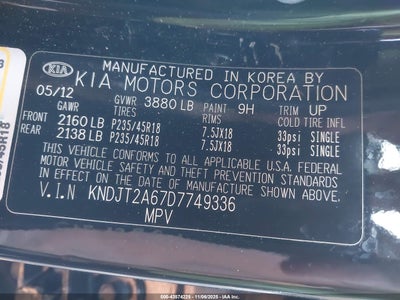 MANUFACTURED IN KOREA BY
KIA KIA MOTORS CORPORATION
05/12 GVWR 3880 LB PAINT 9H TRIM UP
GAWR TIRES RIMS COLD TIRE INFL
FRONT 2160 LB P235/45R18 7.5JX18 33psi SINGLE
REAR 2138 LB P235/45R18 7.5JX18 33psi SINGLE
THIS VEHICLE CONFORMS TO ALL APPLICABLE U.S.A. FEDERAL
MOTOR VEHICLE SAFETY, BUMPER, AND THEFT PREVENTION
STANDARDS IN EFFECT ON THE DATE OF MANUFACTURE SHOWN ABOVE.
V.I.N KNDJT2A67D7749336
MPV